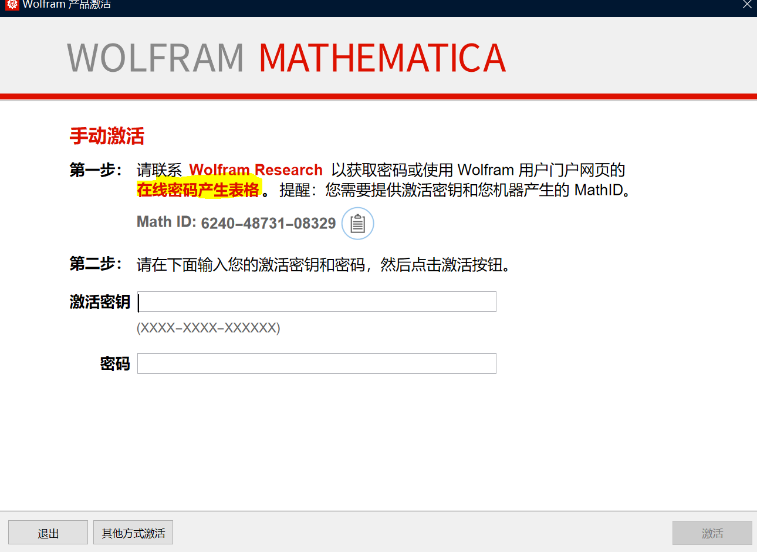 Wolfram 产品激活
WOLFRAM MATHEMATICA
手动激活
第一步： 请联系 Wolfram Research 以获取密码或使用 Wolfram 用户门户网页的
在线密码产生表格。 提醒：您需要提供激活密钥和您机器产生的 MathID。
Math ID: 6240-48731-08329
第二步： 请在下面输入您的激活密钥和密码，然后点击激活按钮。
激活密钥
(XXXX-XXXX-XXXXXX)
密码
退出 其他方式激活 激活